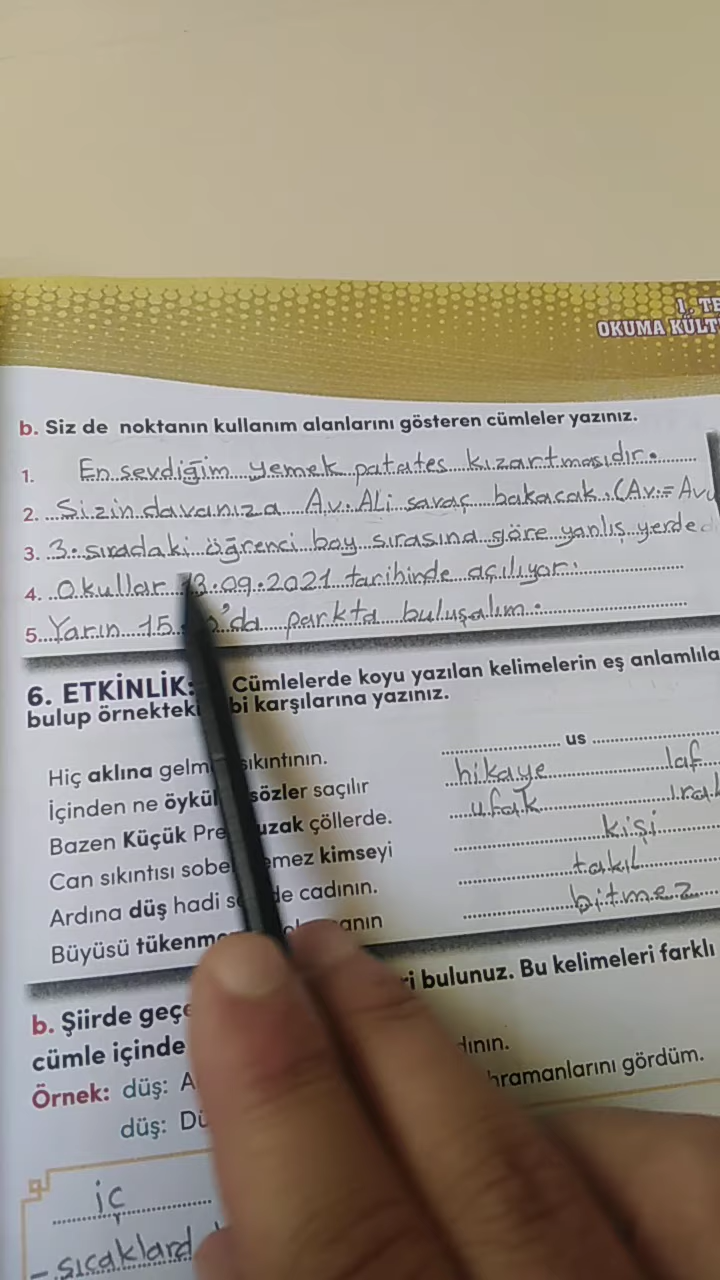 1. TE
OKUMA KÜLT
b. Siz de noktanın kullanım alanlarını gösteren cümleler yazınız.
1. En sevdiğim yemek patates kızartmasıdır.
2. Sizin davanıza Av. Ali savaş bakacak. (Av.= Avu
3. 3. sıradaki öğrenci boy sırasına göre yanlış yerde
4. Okullar 13.09.2021 tarihinde açılıyor.
5. Yarın 15 'da parkta buluşalım.
6. ETKİNLİK: Cümlelerde koyu yazılan kelimelerin eş anlamlıla
bulup örnekteki bi karşılarına yazınız.
Hiç aklına gelm sıkıntının. us
İçinden ne öykül sözler saçılır hikaye laf
Bazen Küçük Pre uzak çöllerde. ufak ıra
Can sıkıntısı sobe emez kimseyi kişi
Ardına düş hadi s de cadının. takıl
Büyüsü tükenme anın bitmez
b. Şiirde geçe i bulunuz. Bu kelimeleri farklı
cümle içinde
Örnek: düş: A dının.
düş: Dü hramanlarını gördüm.
iç
- sıcaklard